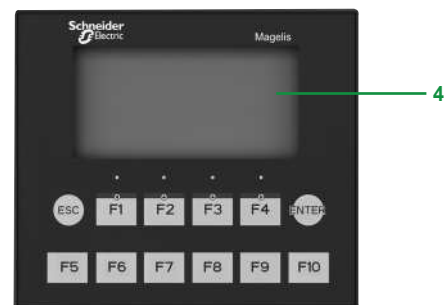 Schneider
Electric
Magelis
4
ESC F1 F2 F3 F4 ENTER
F5 F6 F7 F8 F9 F10